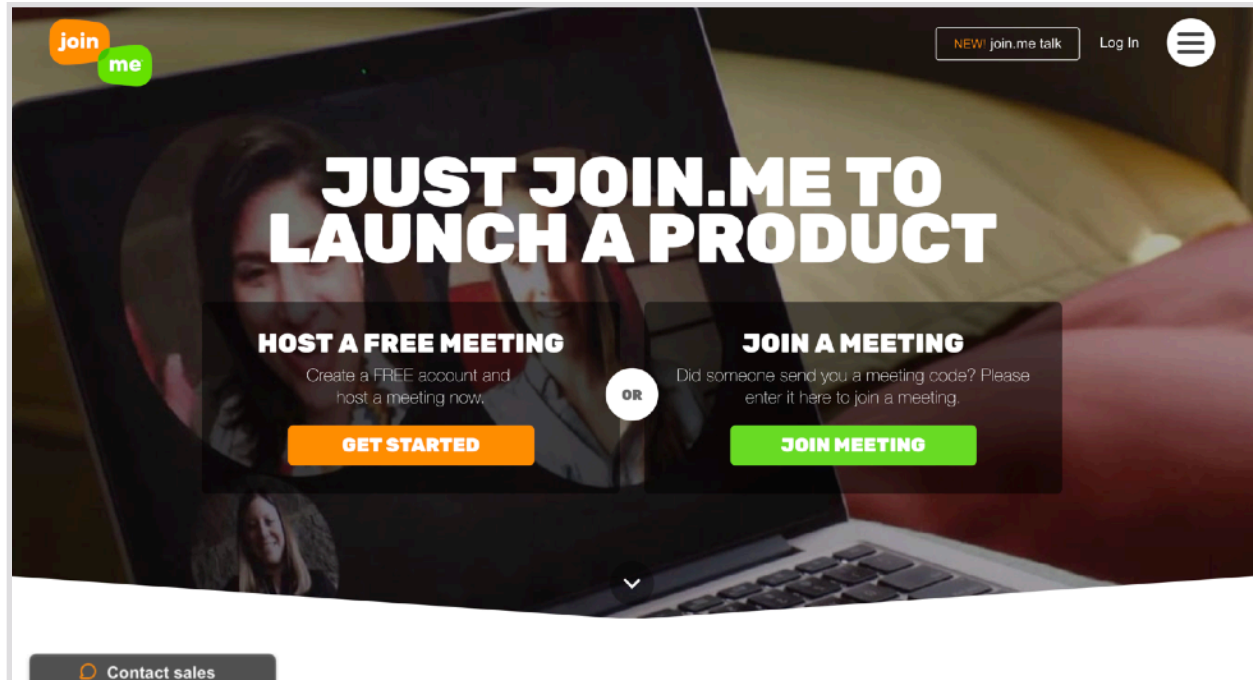 join
me
NEW! join.me talk
Log In
JUST JOIN.ME TO
LAUNCH A PRODUCT
HOST A FREE MEETING
Create a FREE account and
host a meeting now.
GET STARTED
OR
JOIN A MEETING
Did someone send you a meeting code? Please
enter it here to join a meeting.
JOIN MEETING
Contact sales